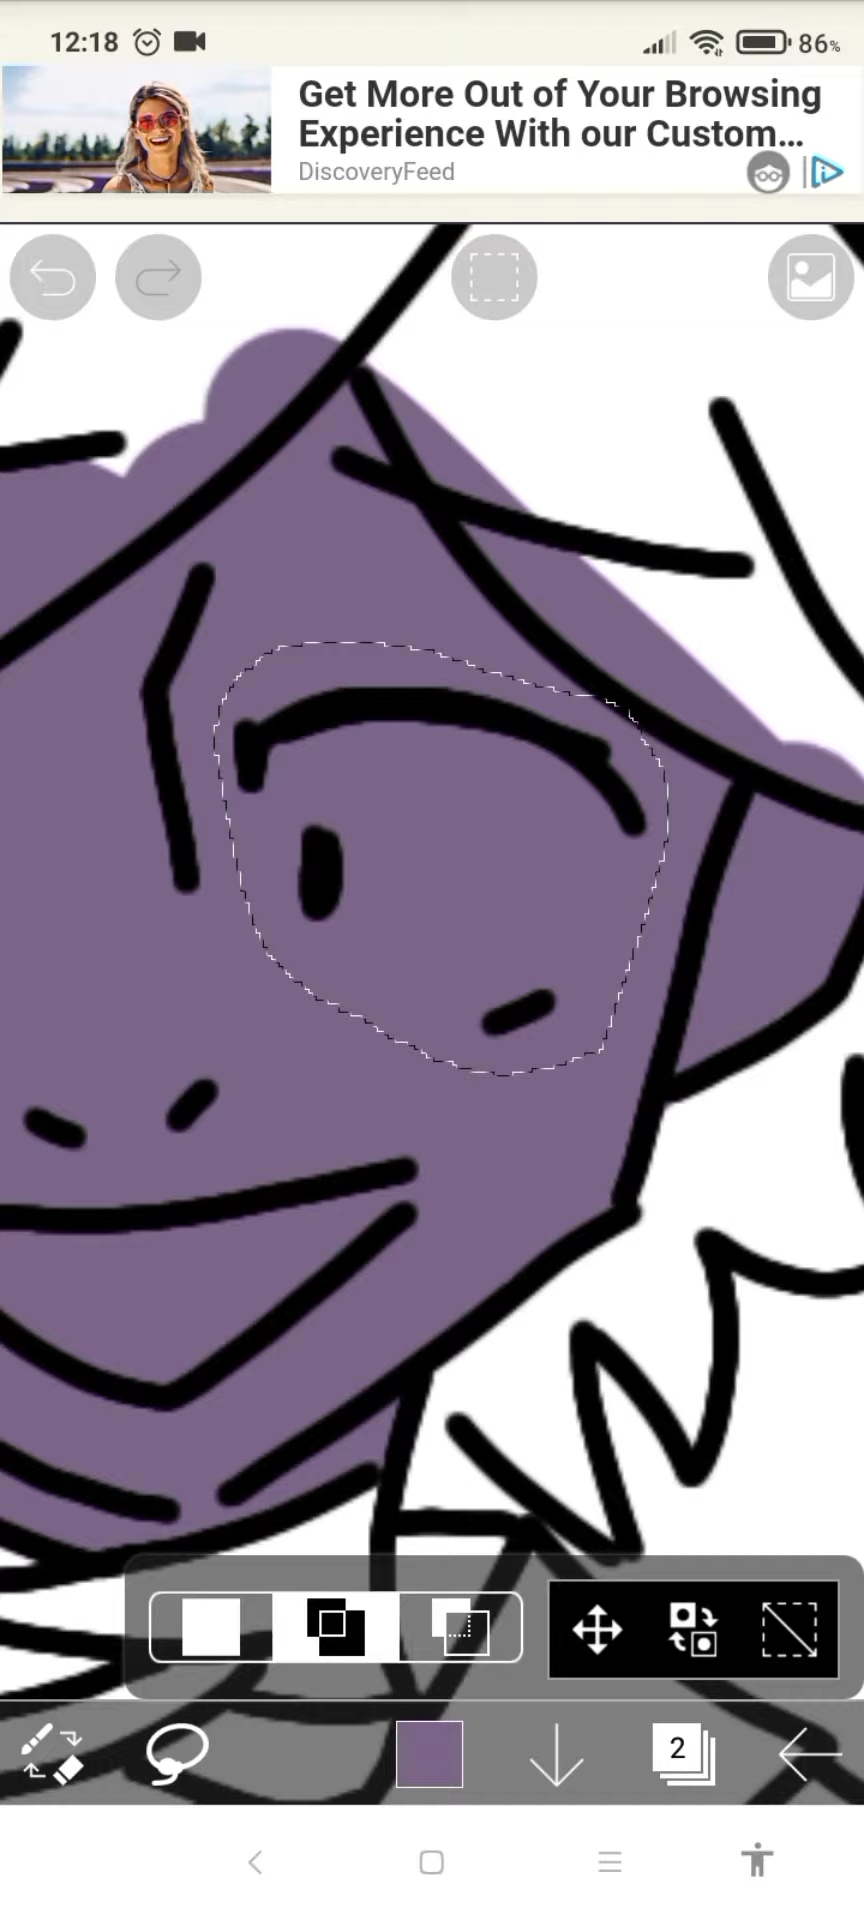 12:18
86%
Get More Out of Your Browsing
Experience With our Custom...
DiscoveryFeed
2